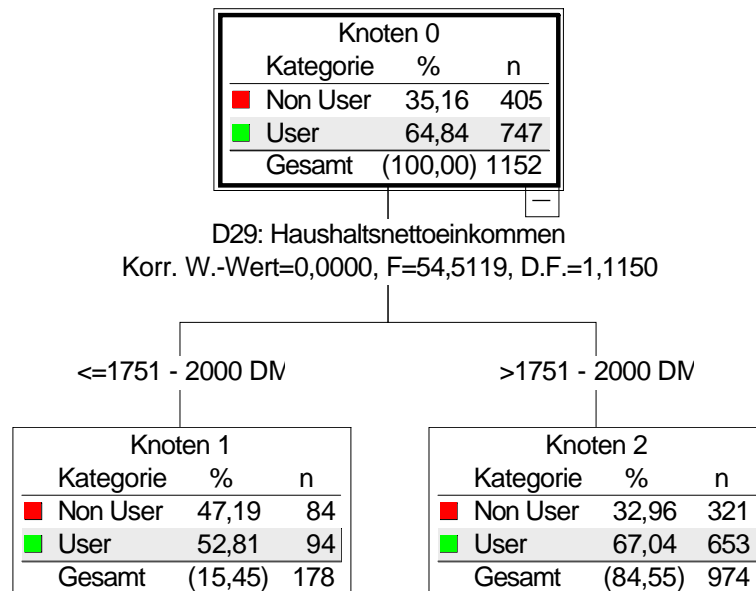 Knoten 0
Kategorie % n
Non User 35,16 405
User 64,84 747
Gesamt (100,00) 1152
D29: Haushaltsnettoeinkommen
Korr. W.-Wert=0,0000, F=54,5119, D.F.=1,1150
<=1751 - 2000 DM
>1751 - 2000 DM
Knoten 1
Kategorie % n
Non User 47,19 84
User 52,81 94
Gesamt (15,45) 178
Knoten 2
Kategorie % n
Non User 32,96 321
User 67,04 653
Gesamt (84,55) 974